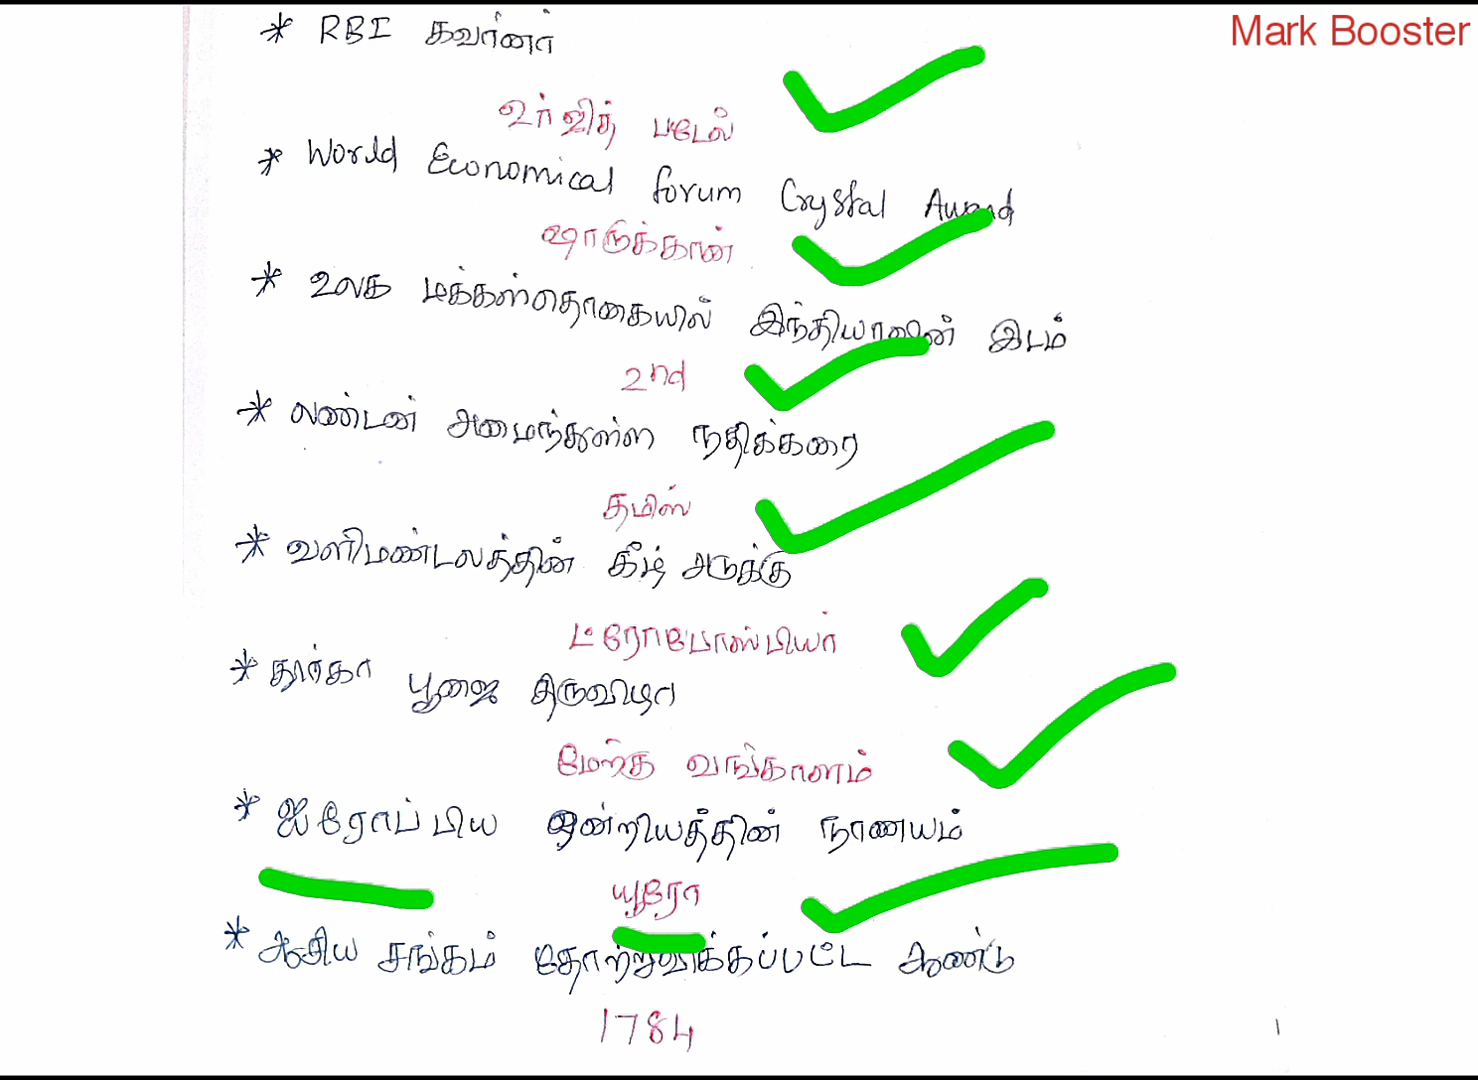 Mark Booster
* RBI கவர்னர்
உர்ஜித் படேல்
* World Economical forum Crystal Award
ஷாருக்கான்
* உலக மக்கள்தொகையில் இந்தியாவின் இடம்
2nd
* லண்டன் அமைந்துள்ள நதிக்கரை
தமிஸ்
* வளிமண்டலத்தின் கீழ் அடுக்கு
ட்ரோபோஸ்பியர்
* துர்கா பூஜை திருவிழா
மேற்கு வங்காளம்
* ஐரோப்பிய ஒன்றியத்தின் நாணயம்
யூரோ
* ஆசிய சங்கம் தோற்றுவிக்கப்பட்ட ஆண்டு
1784
1